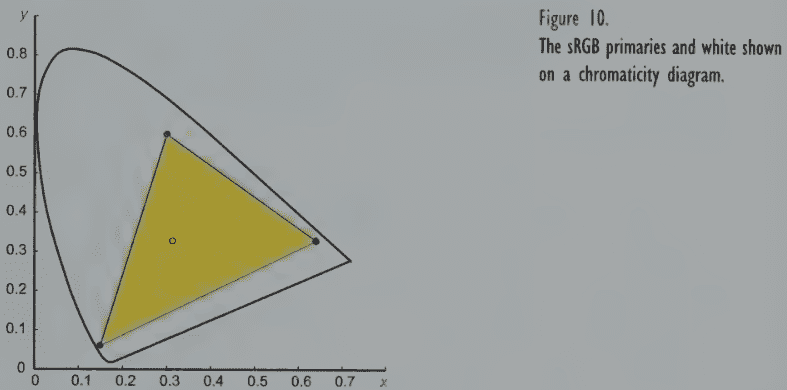 Figure 10.
The sRGB primaries and white shown
on a chromaticity diagram.
y
0.8
0.7
0.6
0.5
0.4
0.3
0.2
0.1
0
0 0.1 0.2 0.3 0.4 0.5 0.6 0.7 x